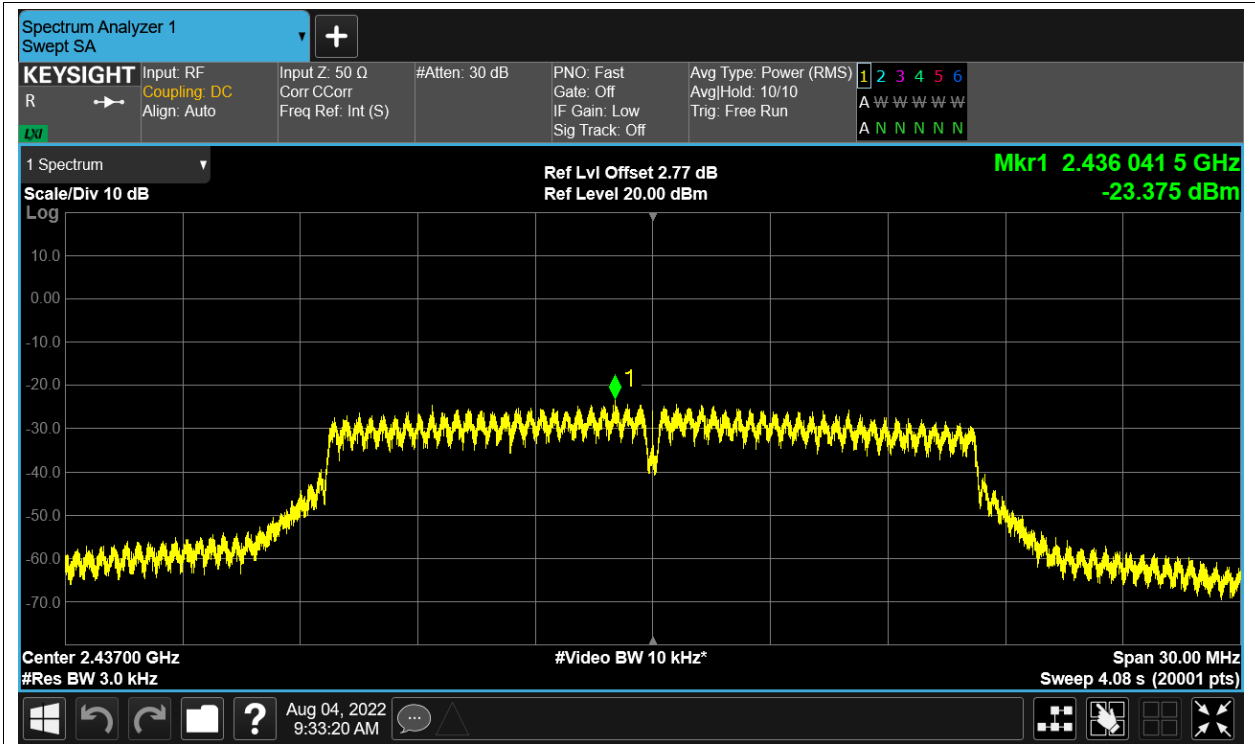 Spectrum Analyzer 1
Swept SA
KEYSIGHT
R
LXI
Input: RF
Coupling: DC
Align: Auto
Input Z: 50 Ω
Corr CCorr
Freq Ref: Int (S)
#Atten: 30 dB
PNO: Fast
Gate: Off
IF Gain: Low
Sig Track: Off
Avg Type: Power (RMS)
Avg|Hold: 10/10
Trig: Free Run
1 2 3 4 5 6
A W W W W W
A N N N N N
1 Spectrum
Scale/Div 10 dB
Log
Ref Lvl Offset 2.77 dB
Ref Level 20.00 dBm
Mkr1 2.436 041 5 GHz
-23.375 dBm
10.0
0.00
-10.0
-20.0
-30.0
-40.0
-50.0
-60.0
-70.0
1
Center 2.43700 GHz
#Res BW 3.0 kHz
#Video BW 10 kHz*
Span 30.00 MHz
Sweep 4.08 s (20001 pts)
?
Aug 04, 2022
9:33:20 AM